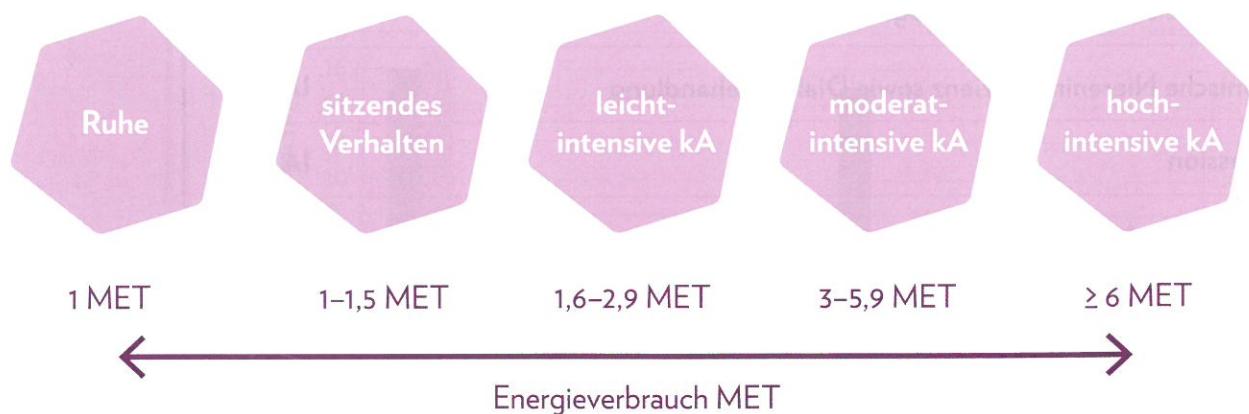 Ruhe
sitzendes
Verhalten
leicht-
intensive kA
moderat-
intensive kA
hoch-
intensive kA
1 MET
1–1,5 MET
1,6–2,9 MET
3–5,9 MET
≥ 6 MET
Energieverbrauch MET